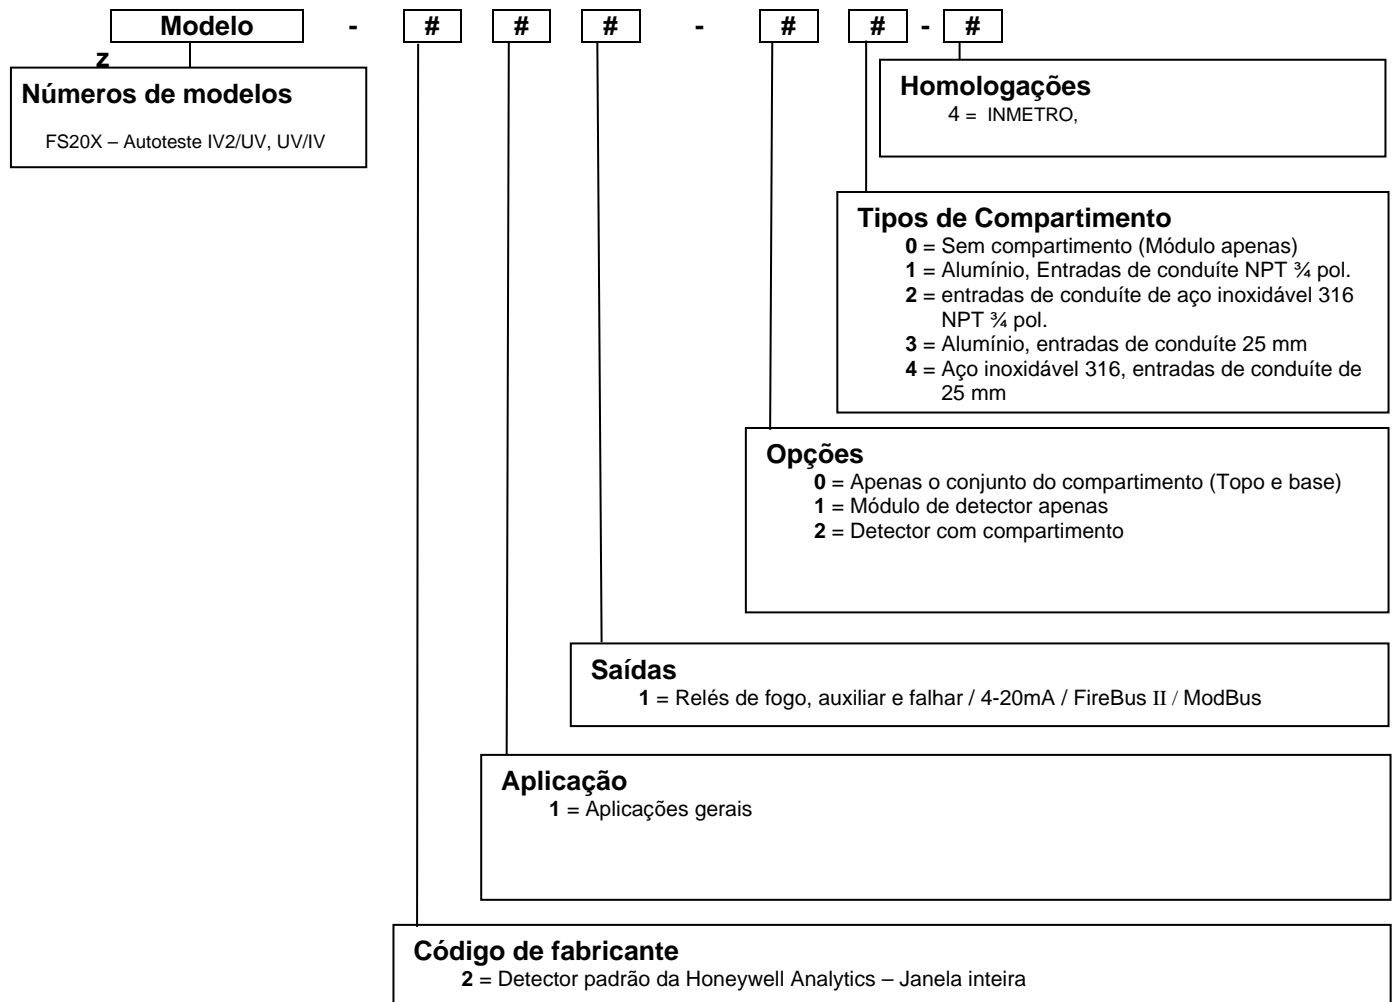 Modelo - # # # - # # - #
z
Números de modelos
FS20X – Autoteste IV2/UV, UV/IV
Homologações
4 = INMETRO,
Tipos de Compartimento
0 = Sem compartimento (Módulo apenas)
1 = Alumínio, Entradas de conduíte NPT ¾ pol.
2 = entradas de conduíte de aço inoxidável 316
NPT ¾ pol.
3 = Alumínio, entradas de conduíte 25 mm
4 = Aço inoxidável 316, entradas de conduíte de
25 mm
Opções
0 = Apenas o conjunto do compartimento (Topo e base)
1 = Módulo de detector apenas
2 = Detector com compartimento
Saídas
1 = Relés de fogo, auxiliar e falhar / 4-20mA / FireBus II / ModBus
Aplicação
1 = Aplicações gerais
Código de fabricante
2 = Detector padrão da Honeywell Analytics – Janela inteira